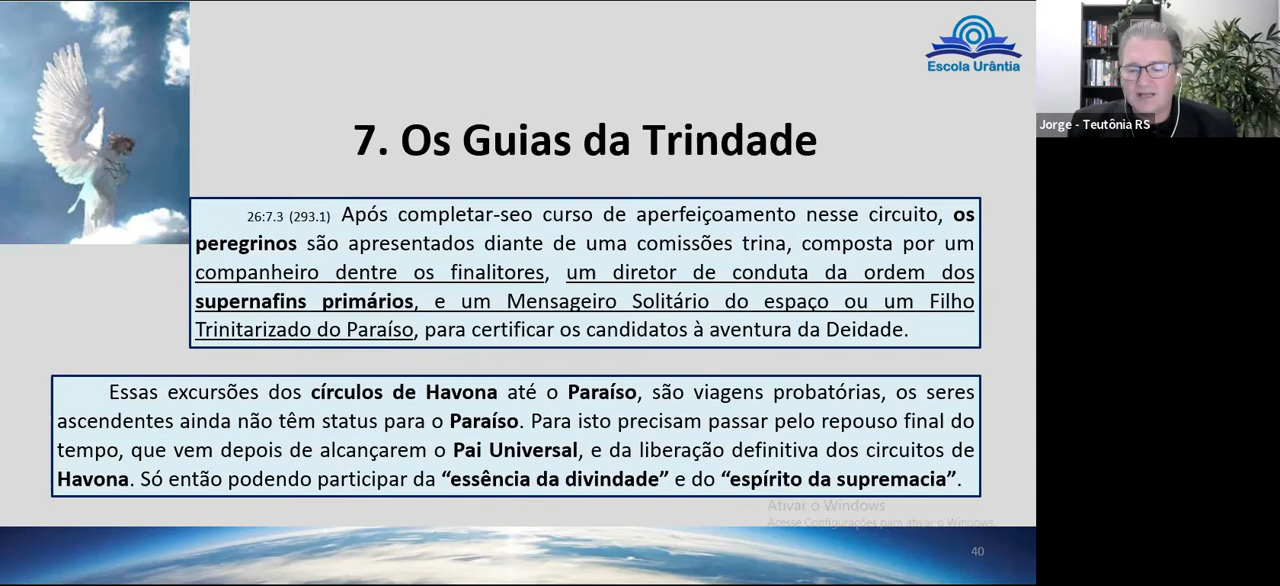 Escola Urântia
Jorge - Teutônia RS
7. Os Guias da Trindade
26:7.3 (293.1) Após completar-seo curso de aperfeiçoamento nesse circuito, os
peregrinos são apresentados diante de uma comissões trina, composta por um
companheiro dentre os finalitores, um diretor de conduta da ordem dos
supernafins primários, e um Mensageiro Solitário do espaço ou um Filho
Trinitarizado do Paraíso, para certificar os candidatos à aventura da Deidade.
Essas excursões dos círculos de Havona até o Paraíso, são viagens probatórias, os seres
ascendentes ainda não têm status para o Paraíso. Para isto precisam passar pelo repouso final do
tempo, que vem depois de alcançarem o Pai Universal, e da liberação definitiva dos circuitos de
Havona. Só então podendo participar da “essência da divindade” e do “espírito da supremacia”.
Ativar o Windows
Acesse Configurações para ativar o Windows.
40